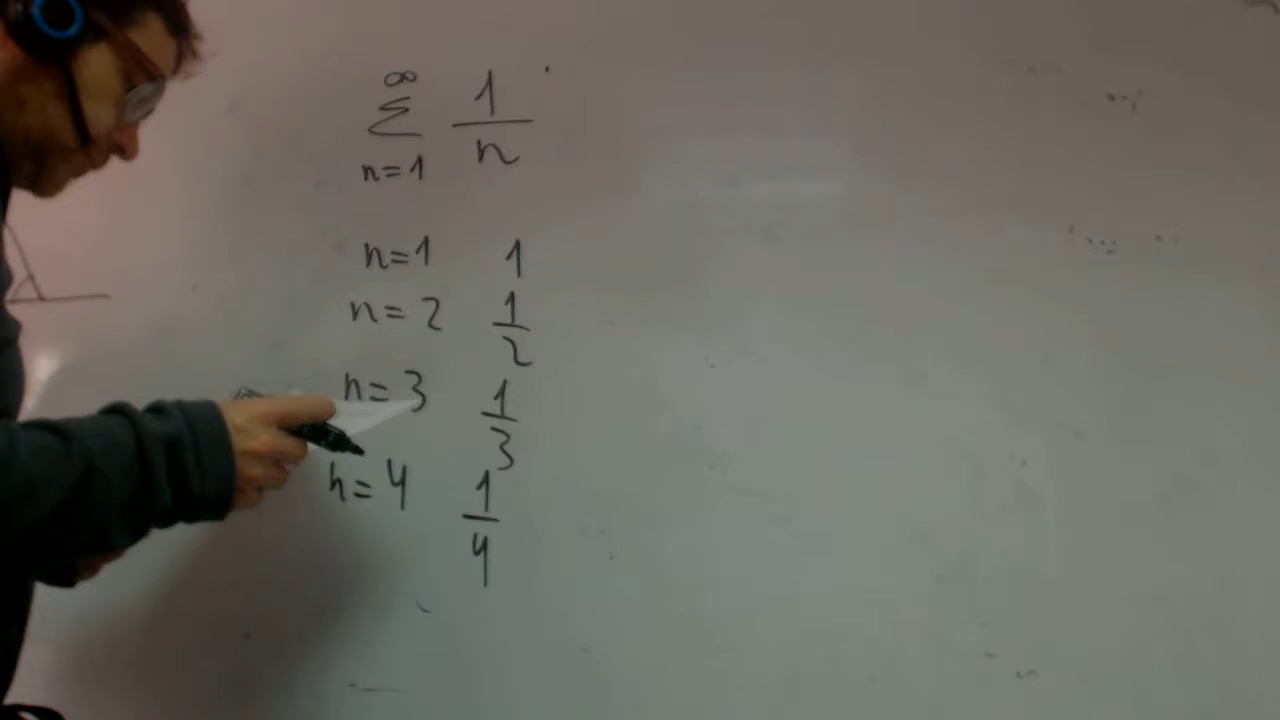 ∞
∑ 1/n
n=1
n=1 1
n=2 1/2
n=3 1/3
n=4 1/4